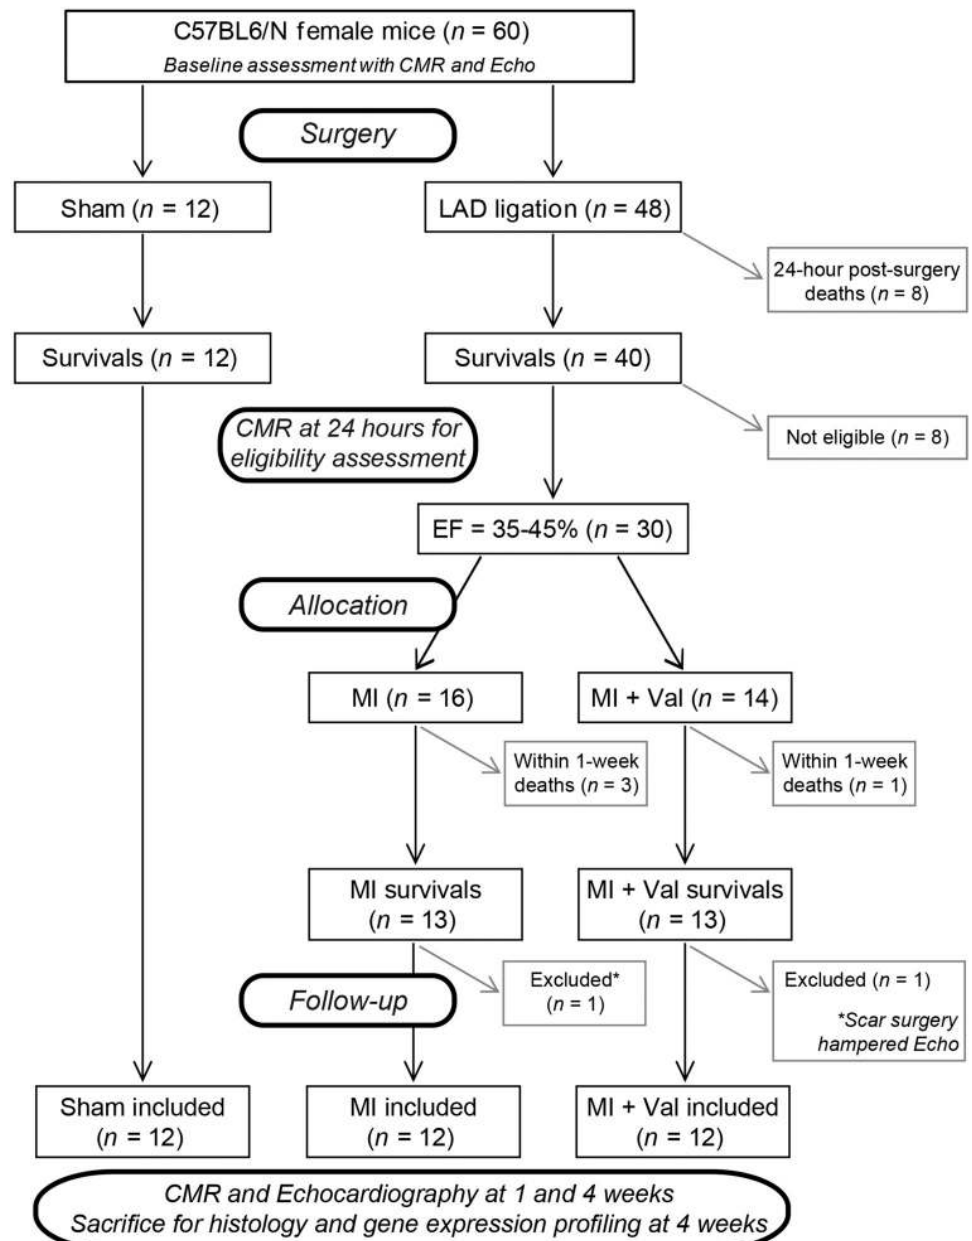 C57BL6/N female mice (n = 60)
Baseline assessment with CMR and Echo
Surgery
Sham (n = 12)
LAD ligation (n = 48)
24-hour post-surgery
deaths (n = 8)
Survivals (n = 12)
Survivals (n = 40)
CMR at 24 hours for
eligibility assessment
Not eligible (n = 8)
EF = 35-45% (n = 30)
Allocation
MI (n = 16)
MI + Val (n = 14)
Within 1-week
deaths (n = 3)
Within 1-week
deaths (n = 1)
MI survivals
(n = 13)
MI + Val survivals
(n = 13)
Excluded*
(n = 1)
Excluded (n = 1)
*Scar surgery
hampered Echo
Follow-up
Sham included
(n = 12)
MI included
(n = 12)
MI + Val included
(n = 12)
CMR and Echocardiography at 1 and 4 weeks
Sacrifice for histology and gene expression profiling at 4 weeks